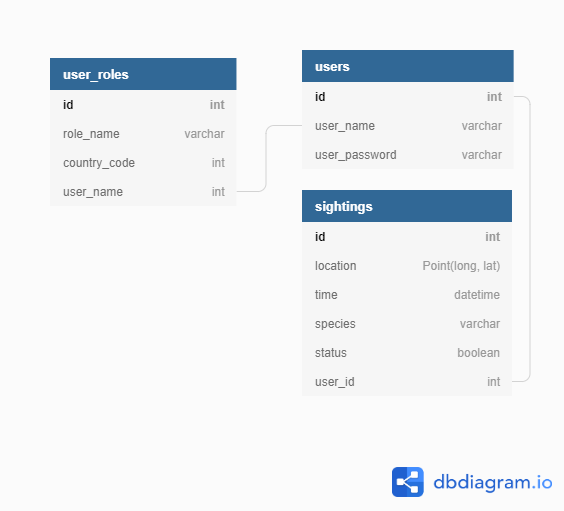 user_roles
id int
role_name varchar
country_code int
user_name int
users
id int
user_name varchar
user_password varchar
sightings
id int
location Point(long, lat)
time datetime
species varchar
status boolean
user_id int
dbdiagram.io